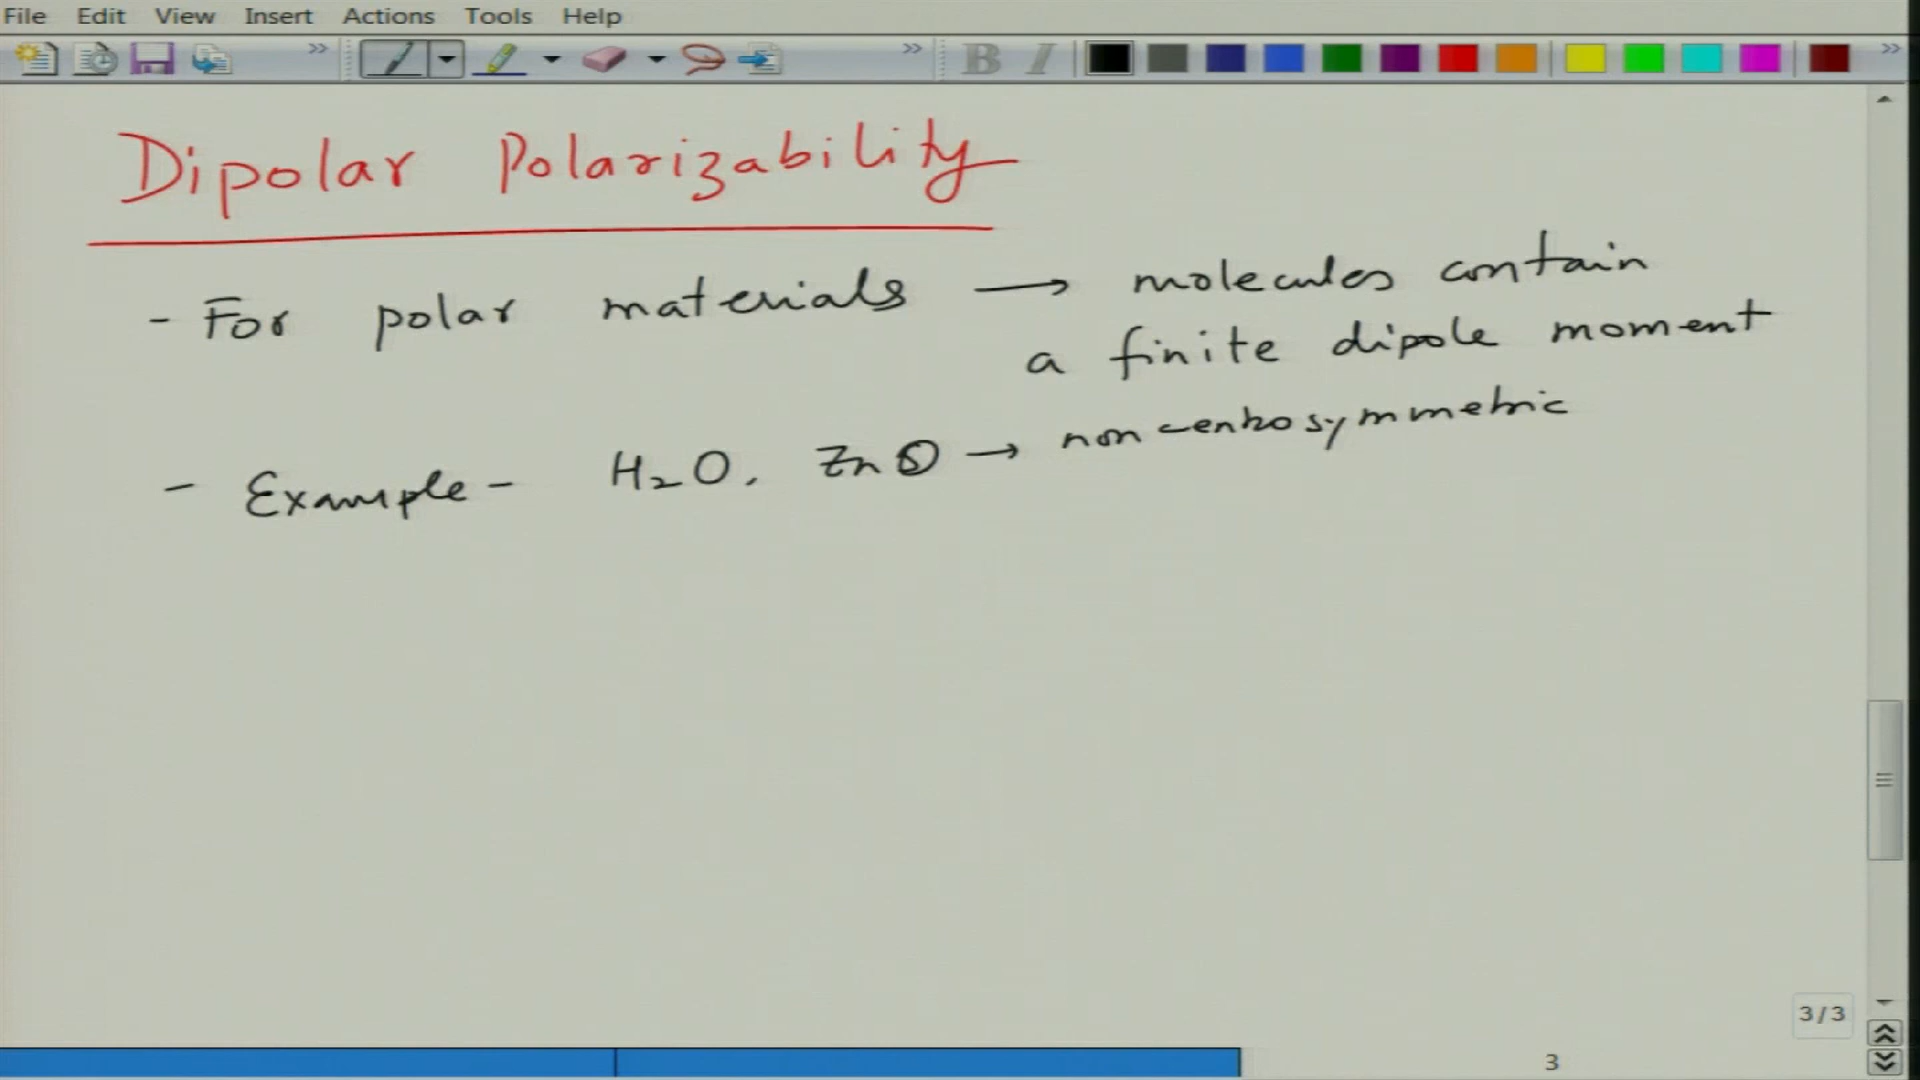 File Edit View Insert Actions Tools Help
B I
Dipolar Polarizability
- For polar materials → molecules contain
a finite dipole moment
- Example - H₂O, → noncentrosymmetric
3/3
3